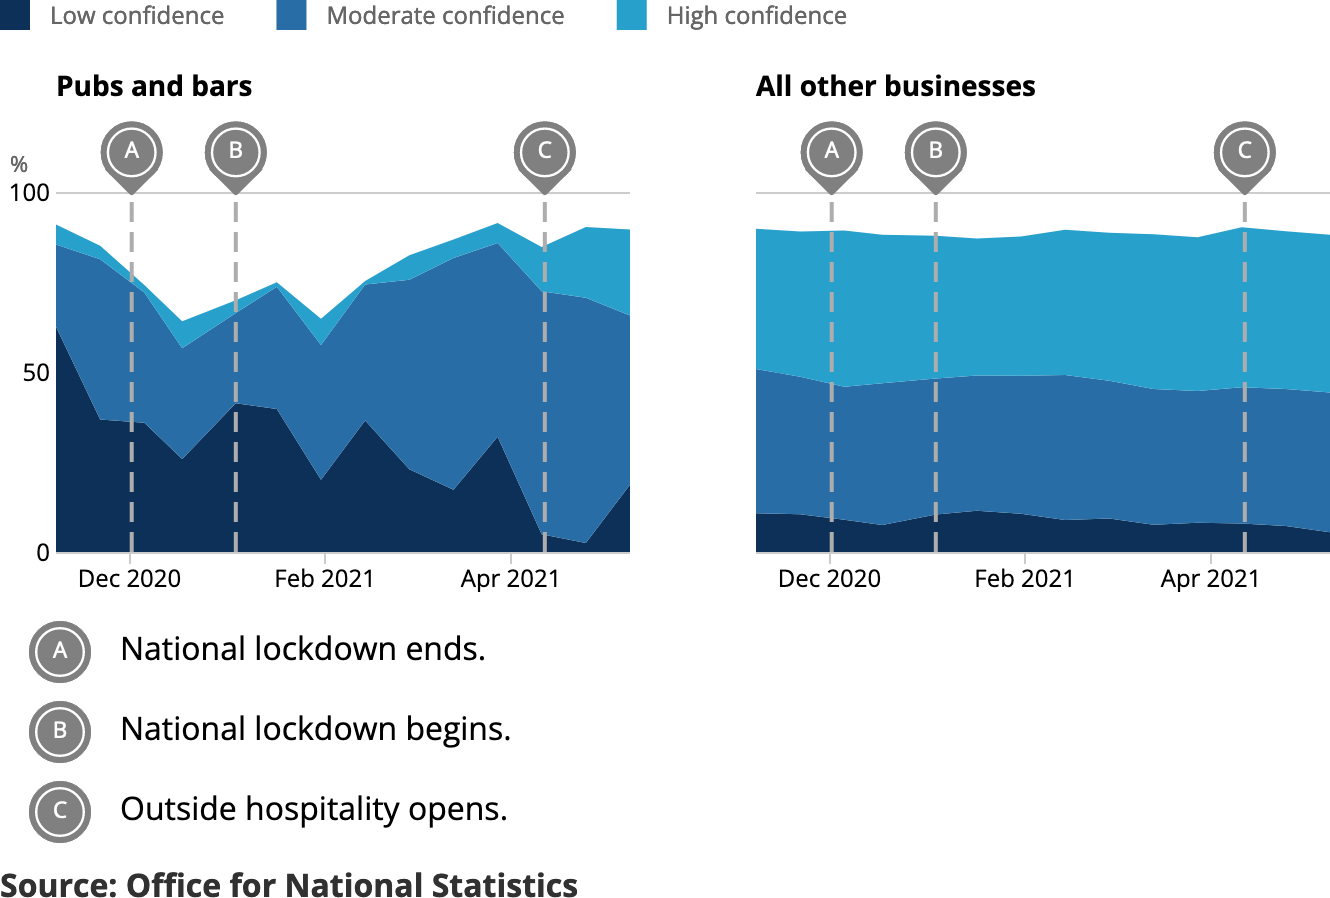 Low confidence Moderate confidence High confidence
Pubs and bars All other businesses
A B C A B C
%
100
50
0
Dec 2020 Feb 2021 Apr 2021 Dec 2020 Feb 2021 Apr 2021
A National lockdown ends.
B National lockdown begins.
C Outside hospitality opens.
Source: Office for National Statistics